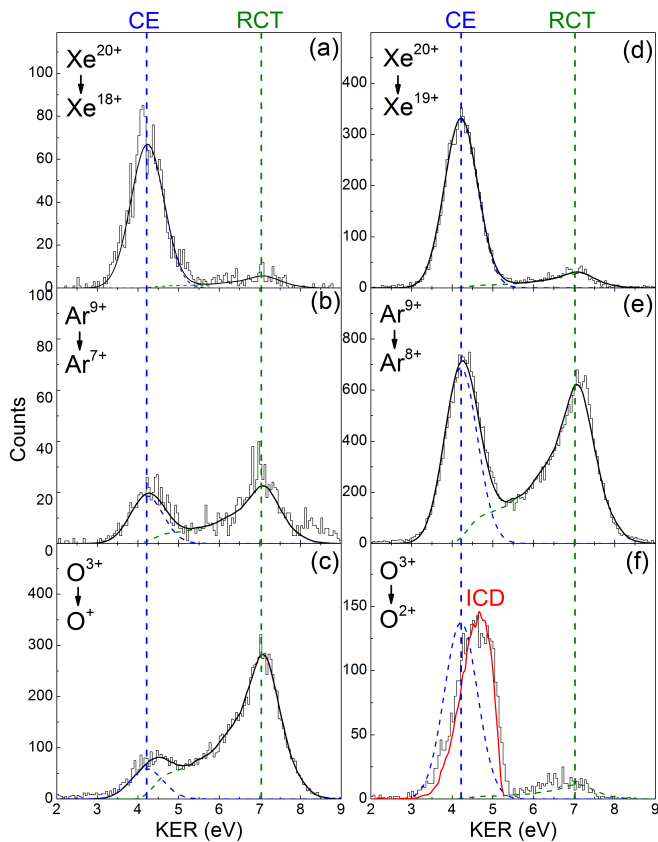 CE RCT CE RCT
(a)
Xe20+
Xe18+
100
80
60
40
20
0
(d)
Xe20+
Xe19+
400
300
200
100
0
(b)
Ar9+
Ar7+
100
80
60
40
20
0
(e)
Ar9+
Ar8+
800
600
400
200
0
(c)
O3+
O+
400
300
200
100
0
(f)
O3+
O2+
ICD
150
100
50
0
Counts
2 3 4 5 6 7 8 9
2 3 4 5 6 7 8 9
KER (eV) KER (eV)